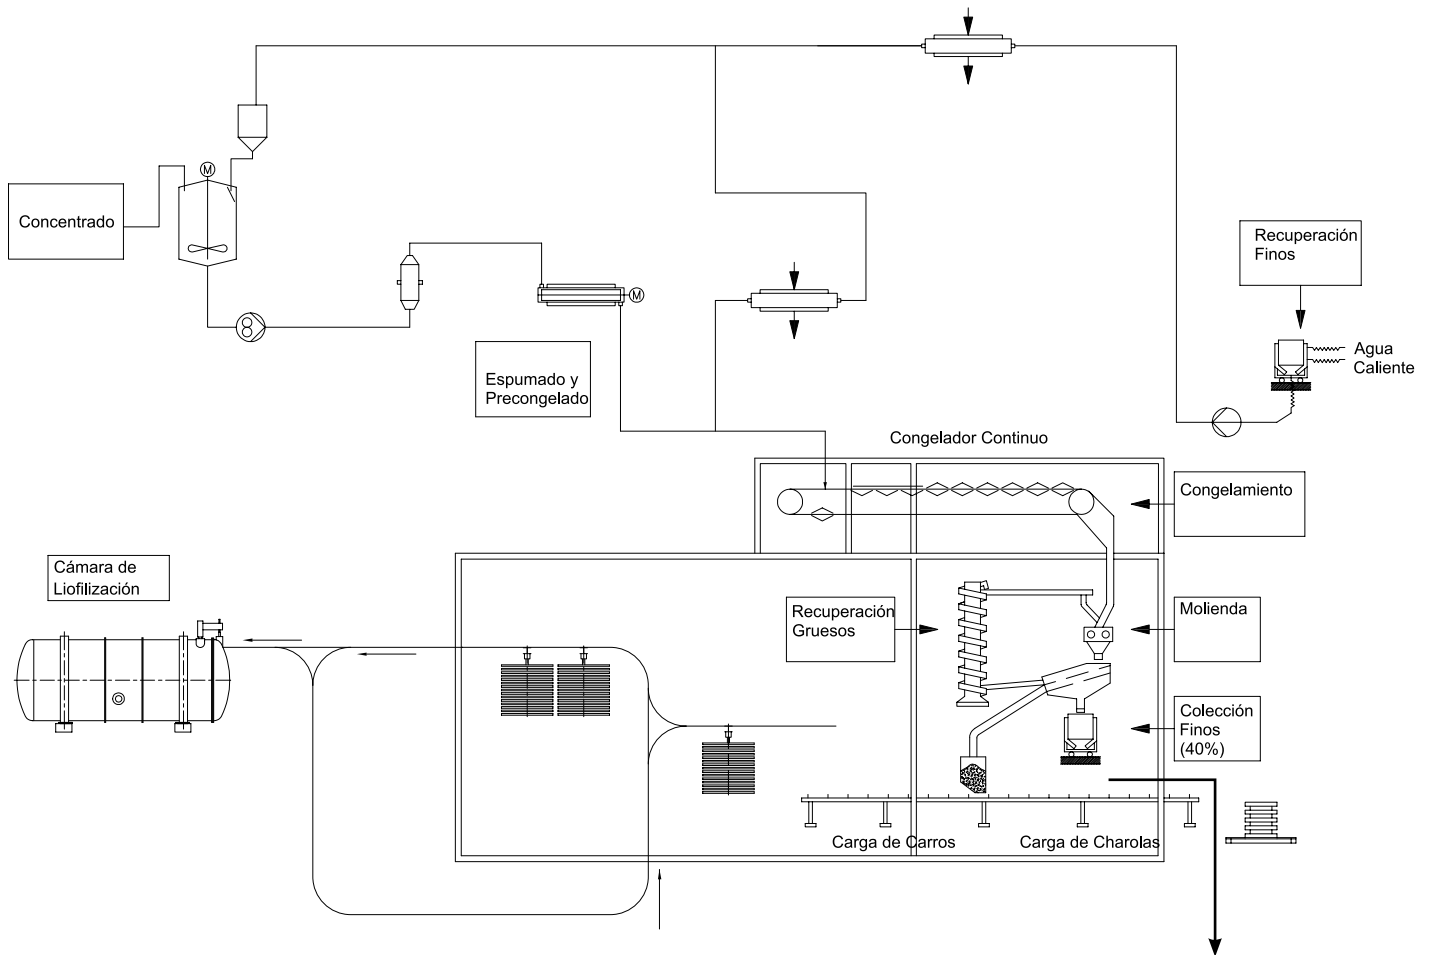 M
Concentrado
Recuperación
Finos
M
Agua
Caliente
Espumado y
Precongelado
Congelador Continuo
Congelamiento
Cámara de
Liofilización
Recuperación
Gruesos
Molienda
Colección
Finos
(40%)
Carga de Carros
Carga de Charolas